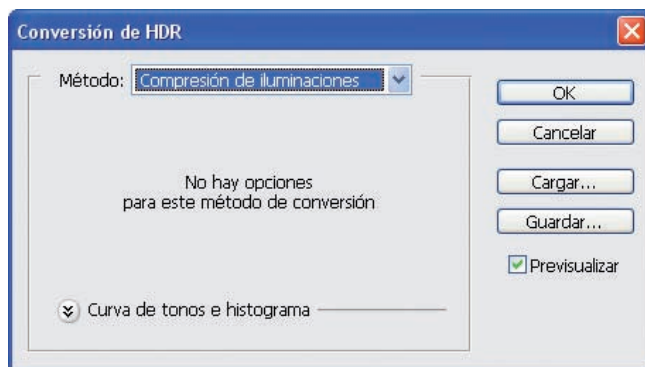 Conversión de HDR
Método: Compresión de iluminaciones
No hay opciones
para este método de conversión
Curva de tonos e histograma
OK
Cancelar
Cargar...
Guardar...
Previsualizar